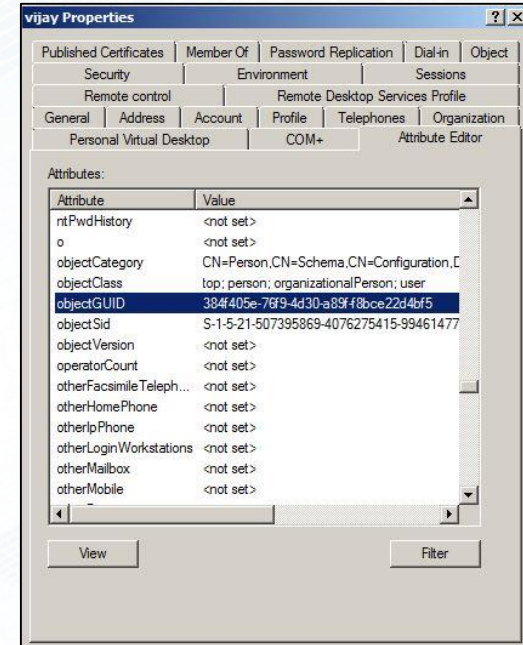 vijay Properties
Published Certificates Member Of Password Replication Dial-in Object
Security Environment Sessions
Remote control Remote Desktop Services Profile
General Address Account Profile Telephones Organization
Personal Virtual Desktop COM+ Attribute Editor
Attributes:
Attribute Value
ntPwdHistory <not set>
o <not set>
objectCategory CN=Person,CN=Schema,CN=Configuration,D
objectClass top; person; organizationalPerson; user
objectGUID 384f405e-76f9-4d30-a89f-f8bce22d4bf5
objectSid S-1-5-21-507395869-4076275415-99461477
objectVersion <not set>
operatorCount <not set>
otherFacsimileTeleph... <not set>
otherHomePhone <not set>
otherIpPhone <not set>
otherLoginWorkstations <not set>
otherMailbox <not set>
otherMobile <not set>
View Filter